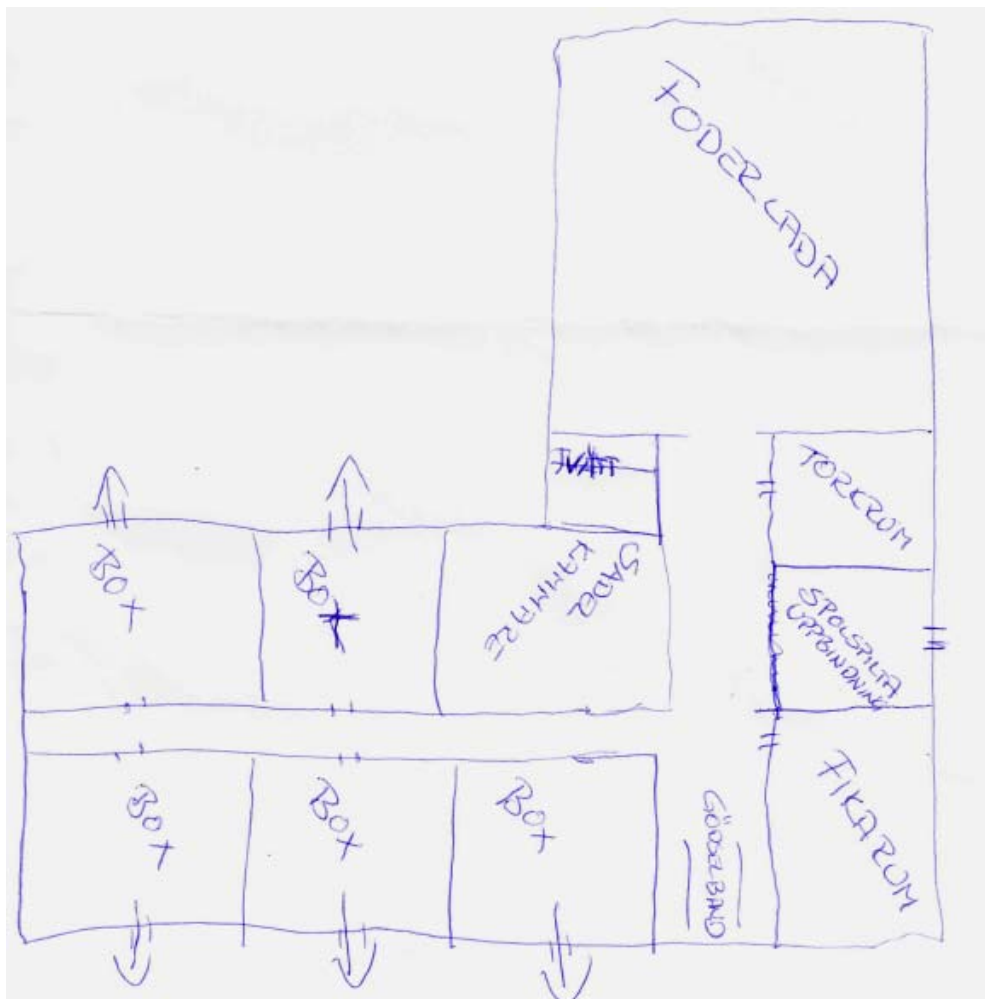 FODERLADA
TVÄTT
TORKRUM
BOX
BOX
SADEL
KAMMARE
SPOLSPILTA
UPPBINDNING
BOX
BOX
BOX
GÖDSELBAND
FIKARUM